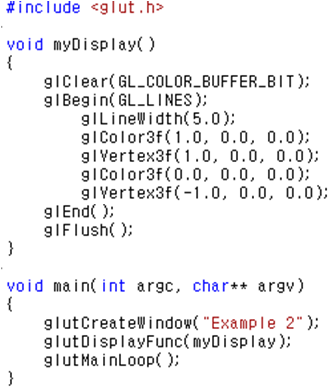 #include <glut.h>
void myDisplay()
{
glClear(GL_COLOR_BUFFER_BIT);
glBegin(GL_LINES);
glLineWidth(5.0);
glColor3f(1.0, 0.0, 0.0);
glVertex3f(1.0, 0.0, 0.0);
glColor3f(0.0, 0.0, 0.0);
glVertex3f(-1.0, 0.0, 0.0);
glEnd();
glFlush();
}
void main(int argc, char** argv)
{
glutCreateWindow("Example 2");
glutDisplayFunc(myDisplay);
glutMainLoop();
}